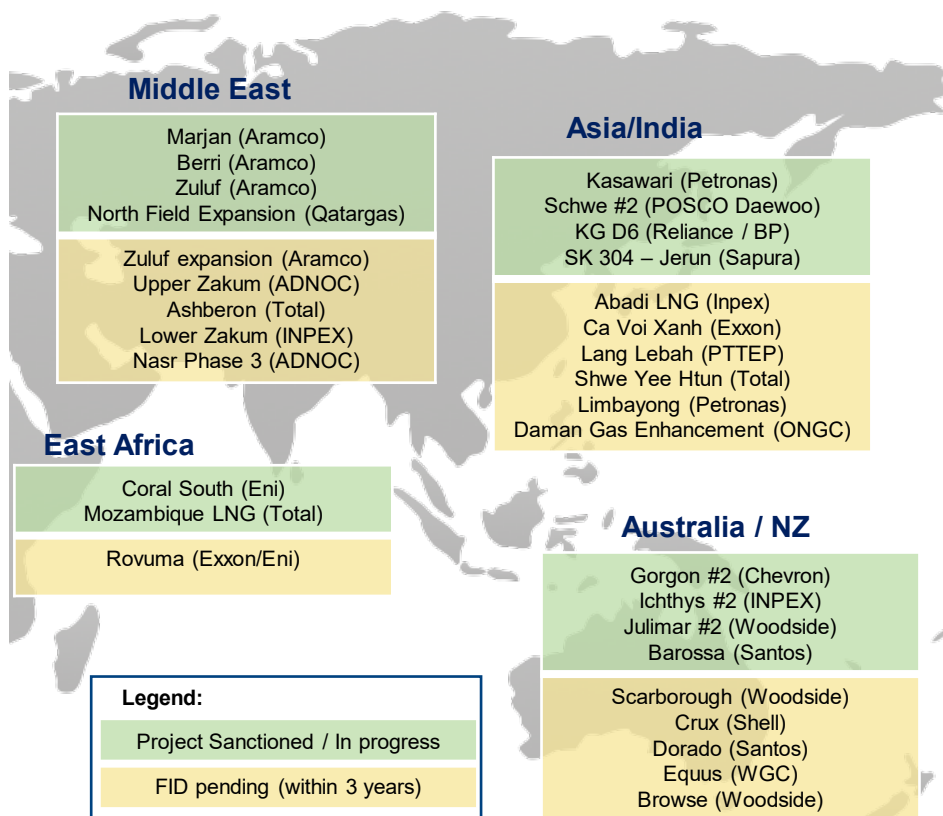 Middle East
Marjan (Aramco)
Berri (Aramco)
Zuluf (Aramco)
North Field Expansion (Qatargas)
Zuluf expansion (Aramco)
Upper Zakum (ADNOC)
Ashberon (Total)
Lower Zakum (INPEX)
Nasr Phase 3 (ADNOC)
Asia/India
Kasawari (Petronas)
Schwe #2 (POSCO Daewoo)
KG D6 (Reliance / BP)
SK 304 – Jerun (Sapura)
Abadi LNG (Inpex)
Ca Voi Xanh (Exxon)
Lang Lebah (PTTEP)
Shwe Yee Htun (Total)
Limbayong (Petronas)
Daman Gas Enhancement (ONGC)
East Africa
Coral South (Eni)
Mozambique LNG (Total)
Rovuma (Exxon/Eni)
Australia / NZ
Gorgon #2 (Chevron)
Ichthys #2 (INPEX)
Julimar #2 (Woodside)
Barossa (Santos)
Scarborough (Woodside)
Crux (Shell)
Dorado (Santos)
Equus (WGC)
Browse (Woodside)
Legend:
Project Sanctioned / In progress
FID pending (within 3 years)